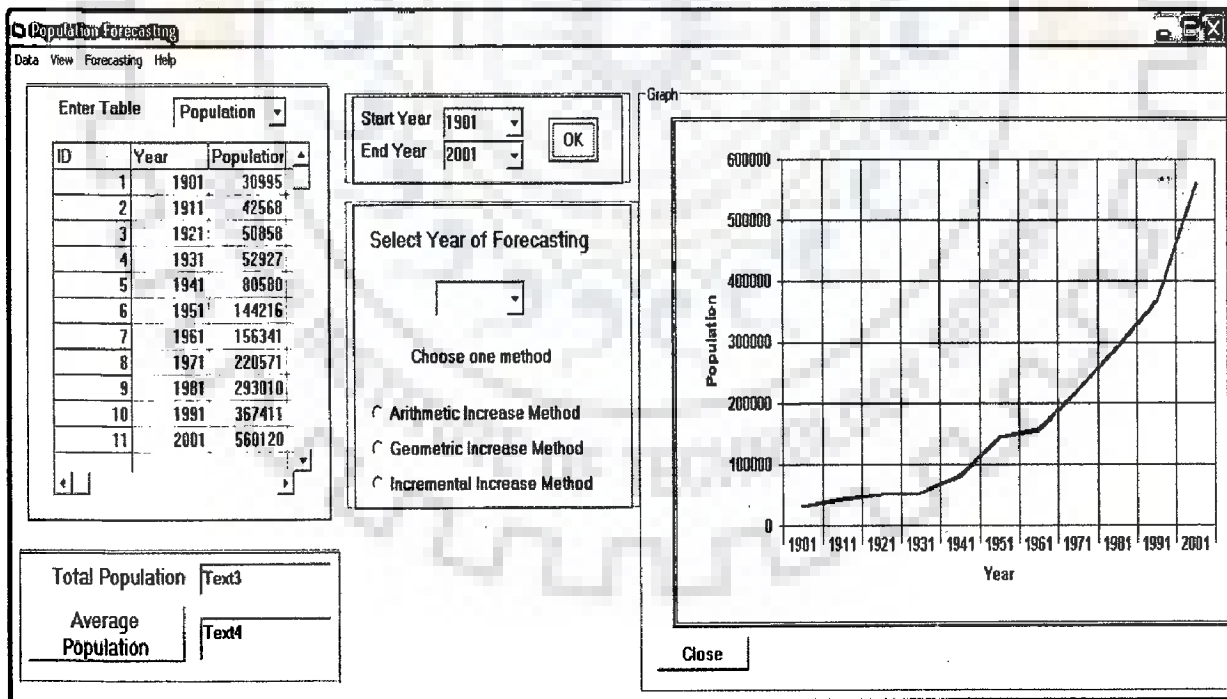 Population Forecasting
Data View Forecasting Help
Enter Table Population
ID Year Population
1 1901 30995
2 1911 42568
3 1921 50858
4 1931 52927
5 1941 80580
6 1951 144216
7 1961 156341
8 1971 220571
9 1981 293010
10 1991 367411
11 2001 560120
Total Population Text3
Average
Population
Text4
Start Year 1901
End Year 2001
OK
Select Year of Forecasting
Choose one method
Arithmetic Increase Method
Geometric Increase Method
Incremental Increase Method
Graph
600000
500000
400000
300000
200000
100000
0
Population
1901 1911 1921 1931 1941 1951 1961 1971 1981 1991 2001
Year
Close